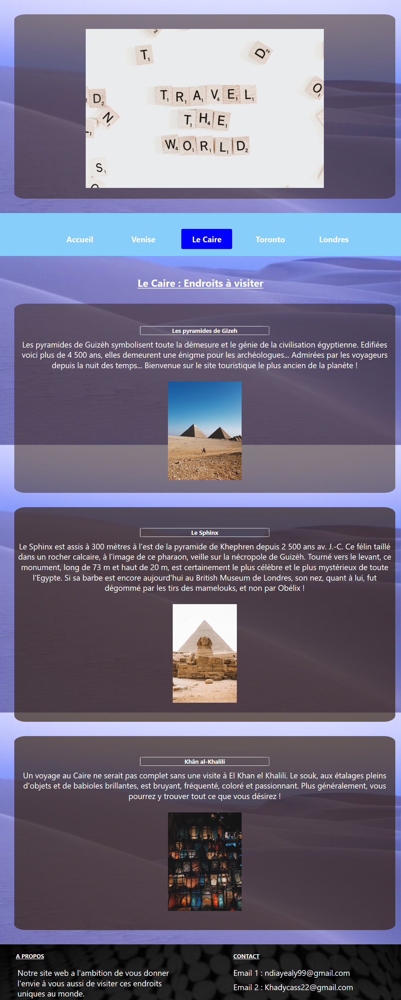 T1 D2
TRAVEL
THE
WORLD
D2
N1
O1
S1
Accueil Venise Le Caire Toronto Londres
Le Caire : Endroits à visiter
Les pyramides de Gizeh
Les pyramides de Guizèh symbolisent toute la démesure et le génie de la civilisation égyptienne. Edifiées
voici plus de 4 500 ans, elles demeurent une énigme pour les archéologues... Admirées par les voyageurs
depuis la nuit des temps... Bienvenue sur le site touristique le plus ancien de la planète !
Le Sphinx
Le Sphinx est assis à 300 mètres à l'est de la pyramide de Khephren depuis 2 500 ans av. J.-C. Ce félin taillé
dans un rocher calcaire, à l'image de ce pharaon, veille sur la nécropole de Guizèh. Tourné vers le levant, ce
monument, long de 73 m et haut de 20 m, est certainement le plus célèbre et le plus mystérieux de toute
l'Egypte. Si sa barbe est encore aujourd'hui au British Museum de Londres, son nez, quant à lui, fut
dégommé par les tirs des mamelouks, et non par Obélix !
Khân al-Khalili
Un voyage au Caire ne serait pas complet sans une visite à El Khan el Khalili. Le souk, aux étalages pleins
d'objets et de babioles brillantes, est bruyant, fréquenté, coloré et passionnant. Plus généralement, vous
pourrez y trouver tout ce que vous désirez !
A PROPOS
Notre site web a l'ambition de vous donner
l'envie à vous aussi de visiter ces endroits
uniques au monde.
CONTACT
Email 1 : ndiayealy99@gmail.com
Email 2 : Khadycass22@gmail.com